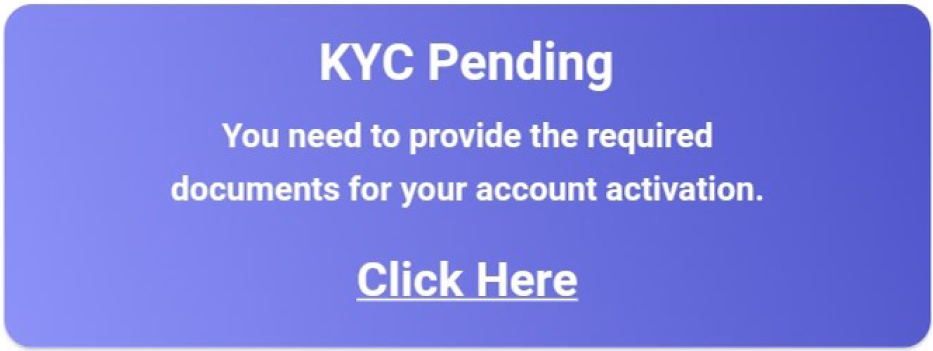 KYC Pending
You need to provide the required
documents for your account activation.
Click Here